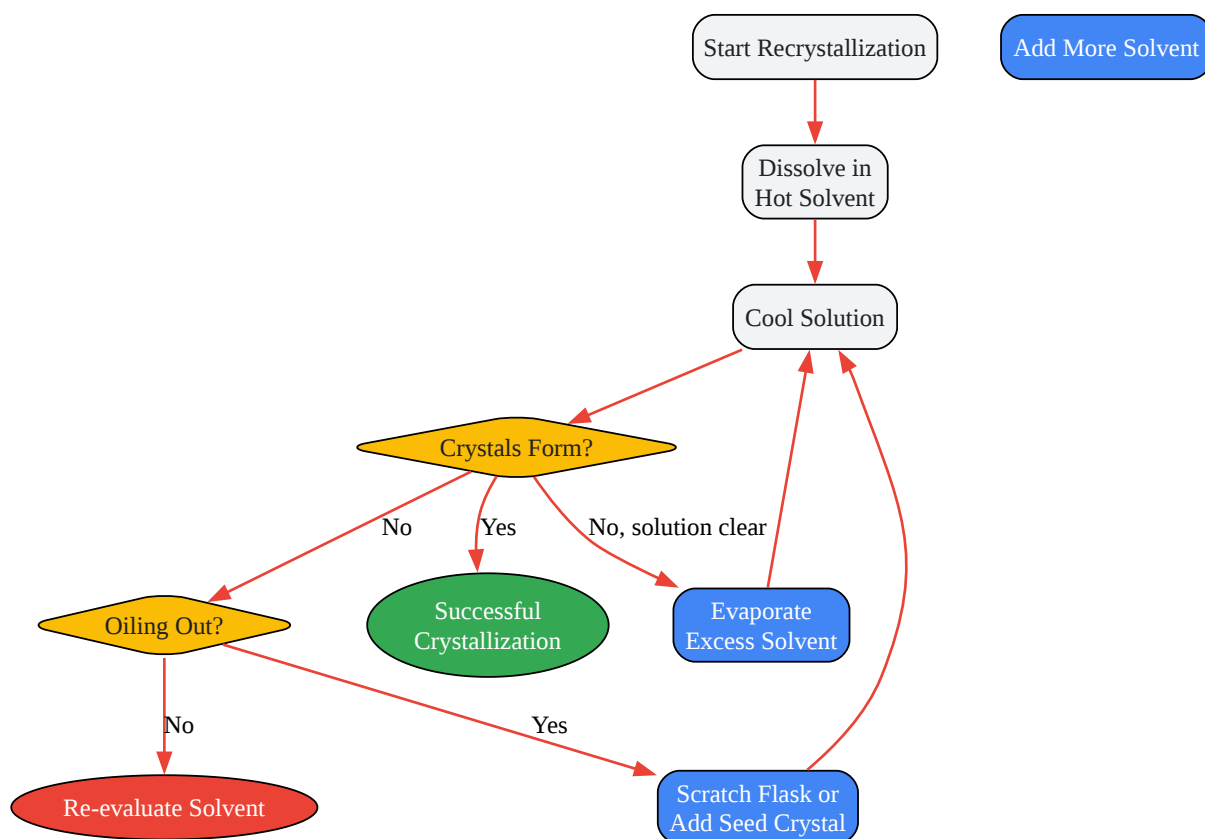 Start Recrystallization
Add More Solvent
Dissolve in
Hot Solvent
Cool Solution
Crystals Form?
No
Yes
No, solution clear
Oiling Out?
Successful
Crystallization
Evaporate
Excess Solvent
No
Yes
Re-evaluate Solvent
Scratch Flask or
Add Seed Crystal